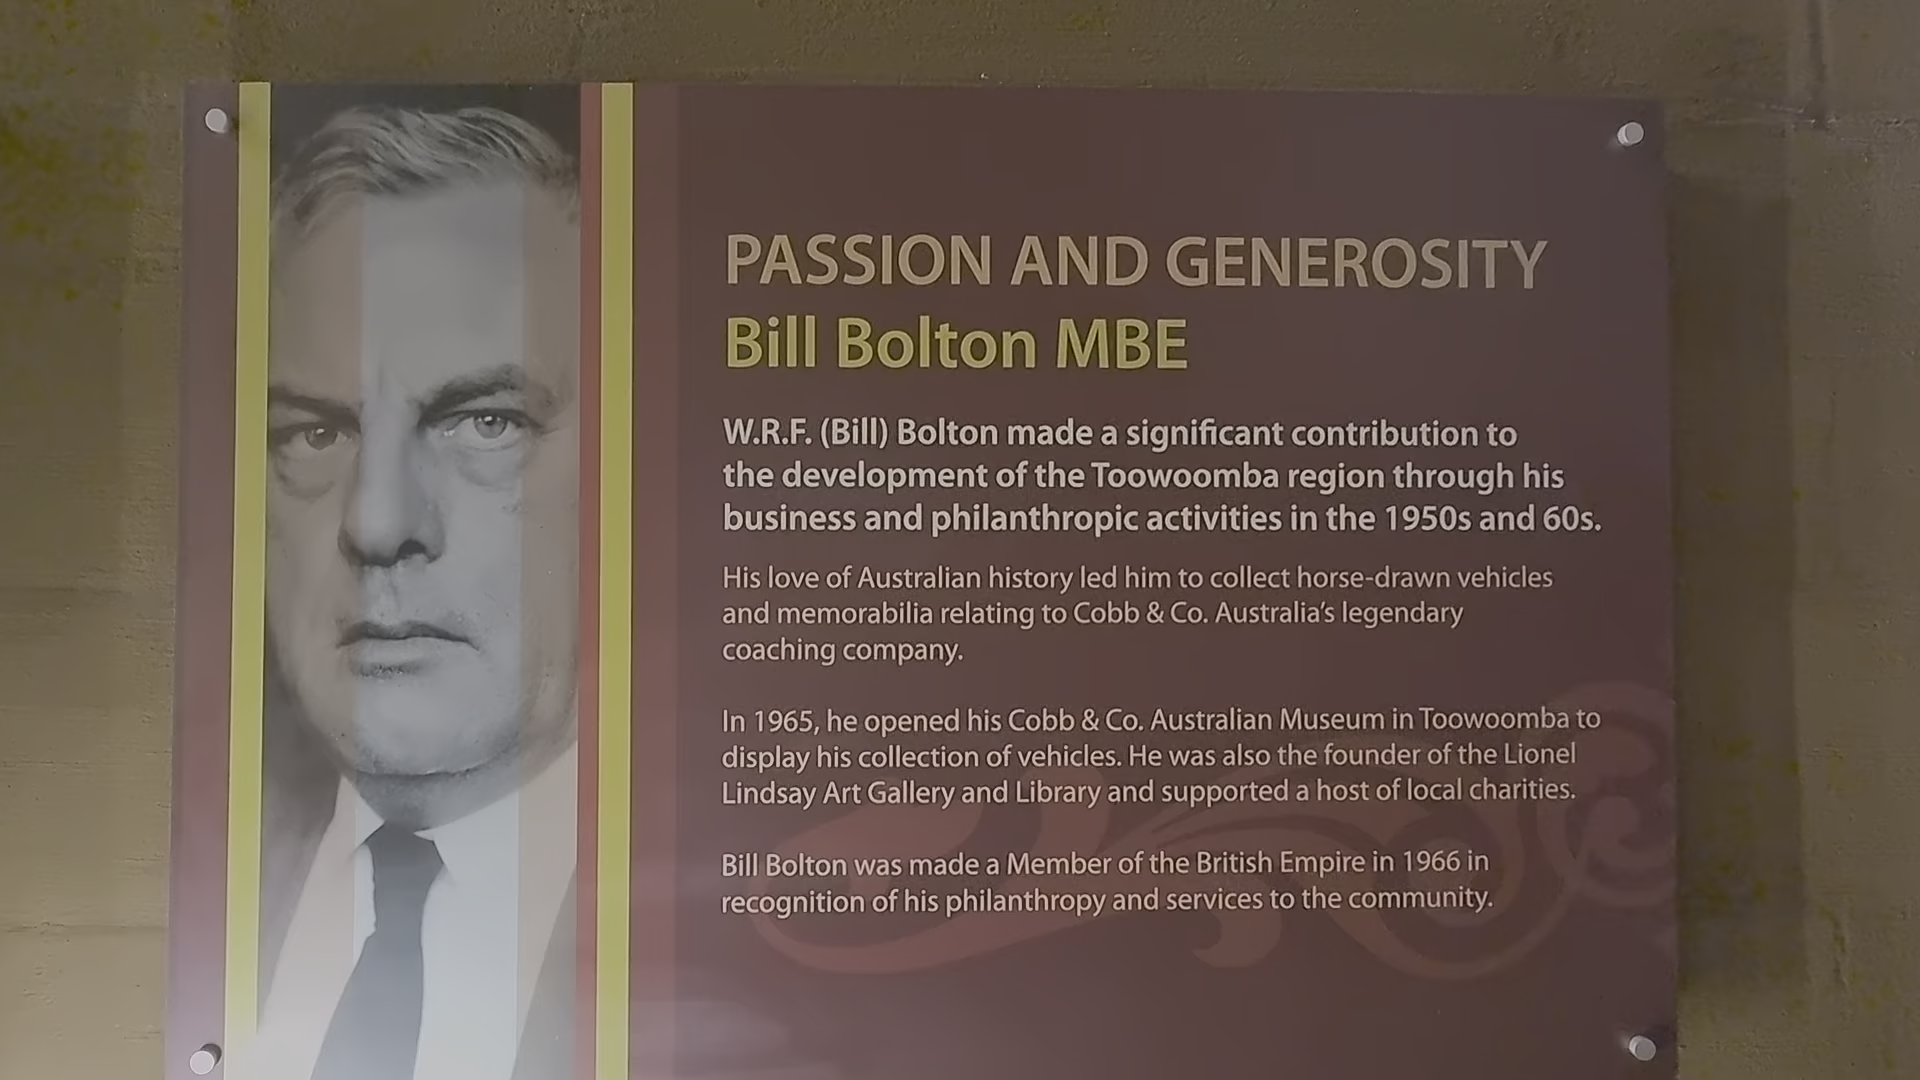 PASSION AND GENEROSITY
Bill Bolton MBE
W.R.F. (Bill) Bolton made a significant contribution to
the development of the Toowoomba region through his
business and philanthropic activities in the 1950s and 60s.
His love of Australian history led him to collect horse-drawn vehicles
and memorabilia relating to Cobb & Co. Australia's legendary
coaching company.
In 1965, he opened his Cobb & Co. Australian Museum in Toowoomba to
display his collection of vehicles. He was also the founder of the Lionel
Lindsay Art Gallery and Library and supported a host of local charities.
Bill Bolton was made a Member of the British Empire in 1966 in
recognition of his philanthropy and services to the community.